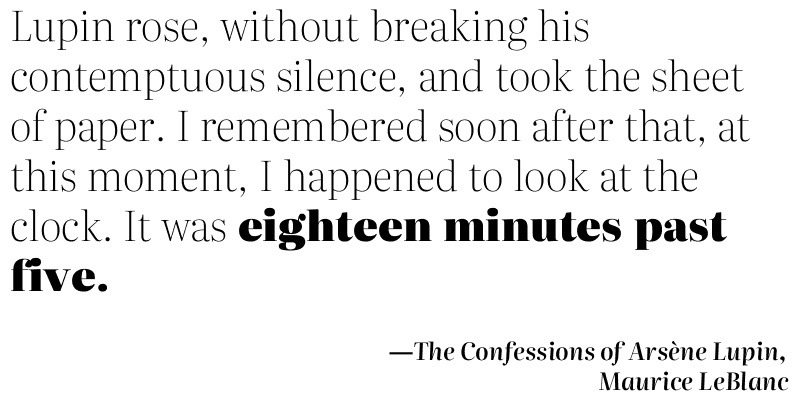 Lupin rose, without breaking his
contemptuous silence, and took the sheet
of paper. I remembered soon after that, at
this moment, I happened to look at the
clock. It was eighteen minutes past
five.
—The Confessions of Arsène Lupin,
Maurice LeBlanc